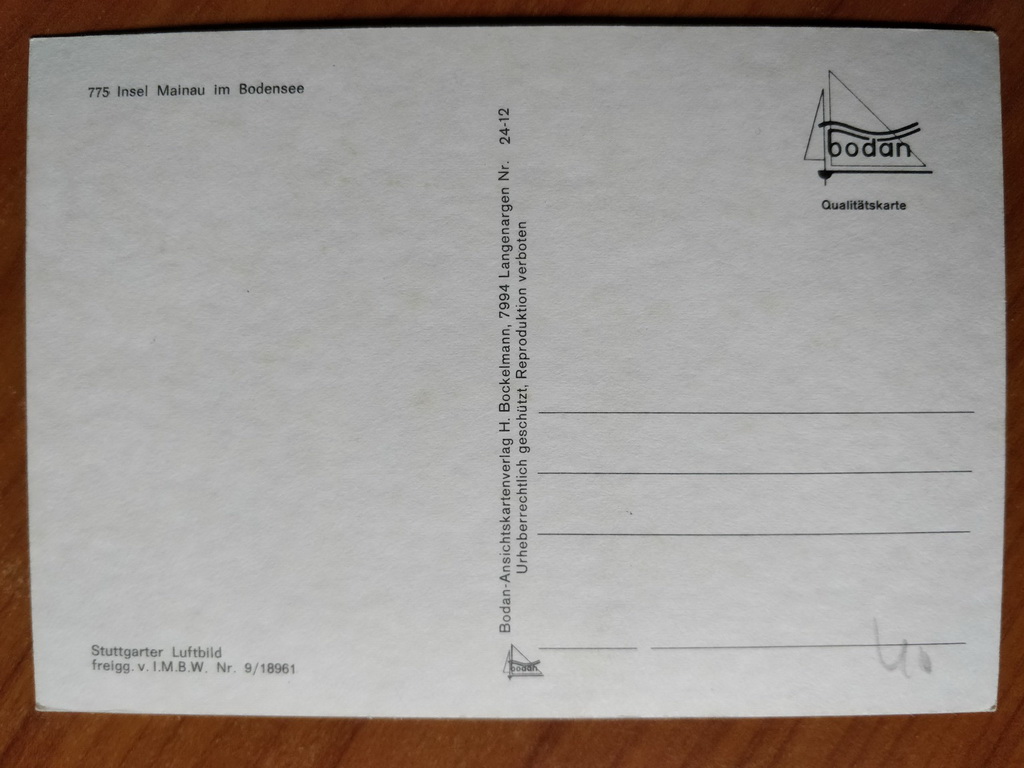 775 Insel Mainau im Bodensee
bodan
Qualitätskarte
Bodan-Ansichtskartenverlag H. Bockelmann, 7994 Langenargen Nr. 24-12
Urheberrechtlich geschützt, Reproduktion verboten
Stuttgarter Luftbild
freigg. v. I.M.B.W. Nr. 9/18961
bodan